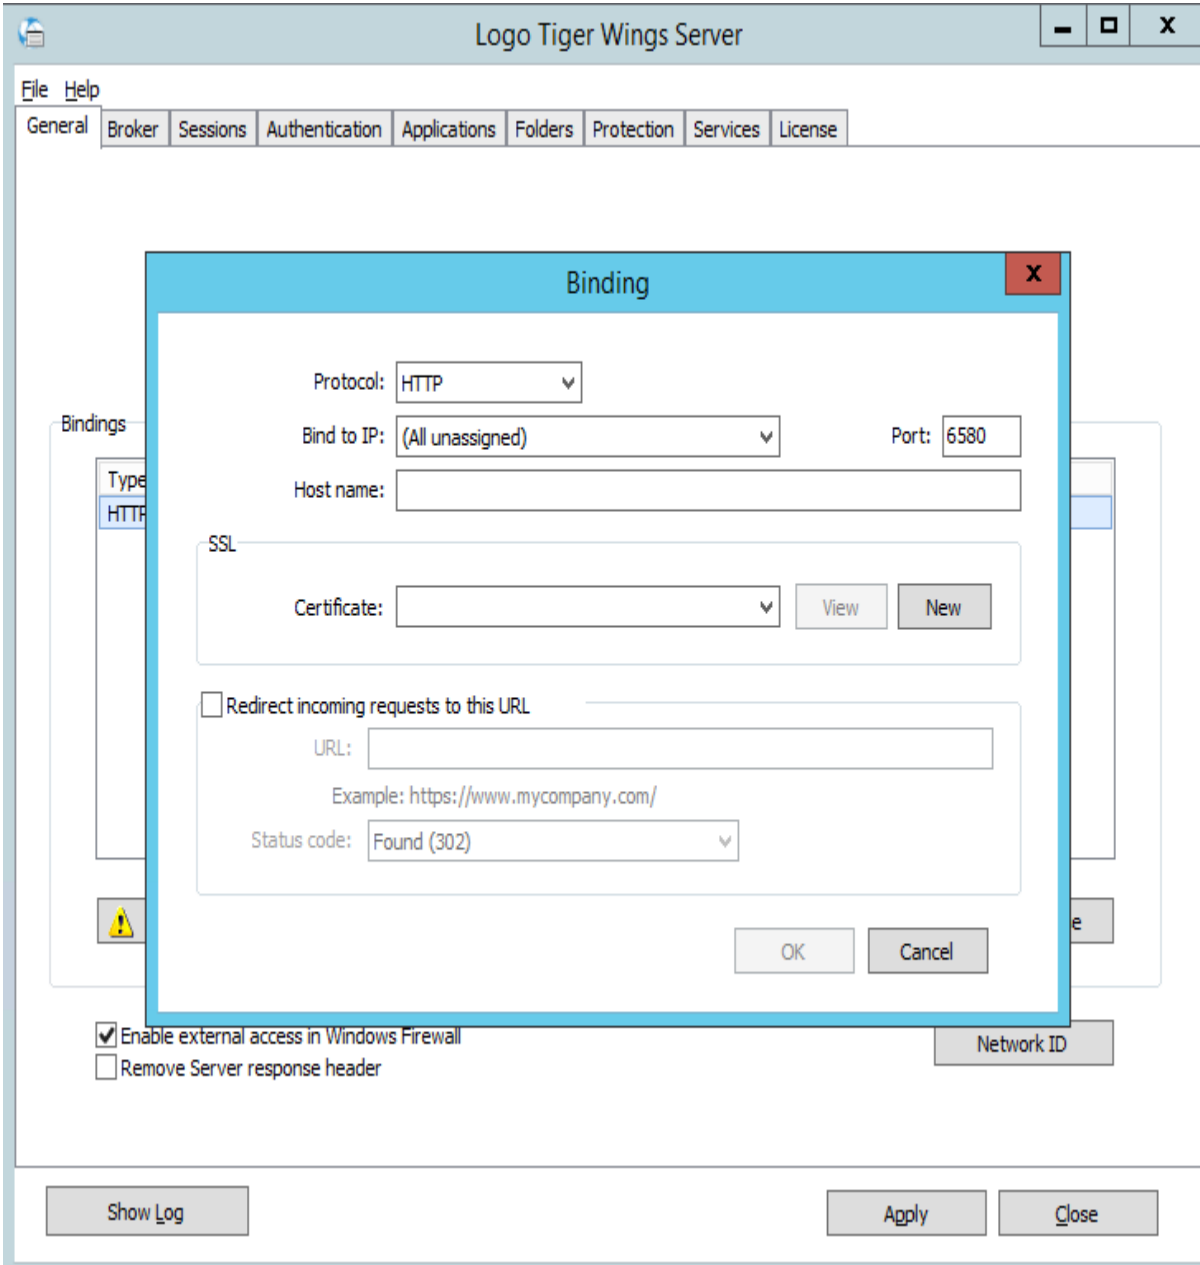 Logo Tiger Wings Server
File Help
General Broker Sessions Authentication Applications Folders Protection Services License
Binding
Protocol: HTTP
Bindings
Bind to IP: (All unassigned) Port: 6580
Type
Host name:
HTTP
SSL
Certificate: View New
Redirect incoming requests to this URL
URL:
Example: https://www.mycompany.com/
Status code: Found (302)
OK Cancel
Enable external access in Windows Firewall
Network ID
Remove Server response header
Show Log Apply Close